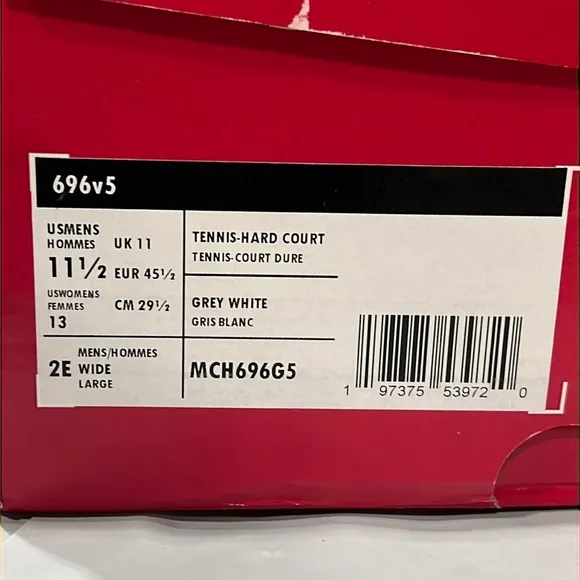 696v5
USMENS
HOMMES UK 11
11½ EUR 45½
USWOMENS
FEMMES CM 29½
13
TENNIS-HARD COURT
TENNIS-COURT DURE
GREY WHITE
GRIS BLANC
2E MENS/HOMMES
WIDE
LARGE
MCH696G5
1 97375 53972 0